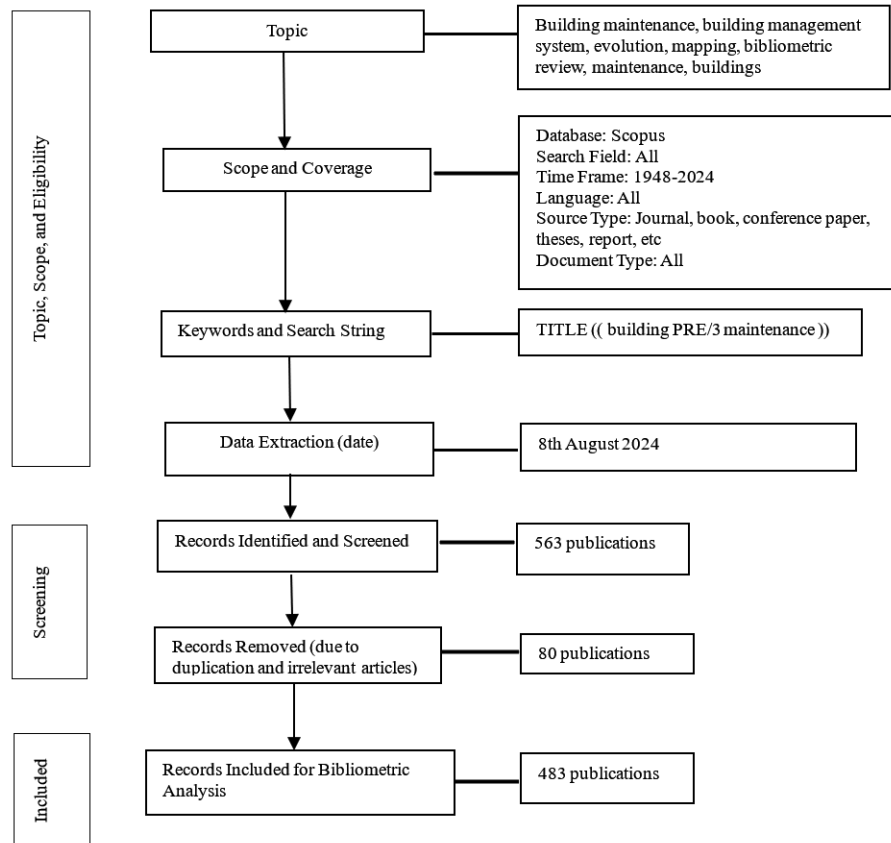 Topic
Building maintenance, building management
system, evolution, mapping, bibliometric
review, maintenance, buildings
Topic, Scope, and Eligibility
Scope and Coverage
Database: Scopus
Search Field: All
Time Frame: 1948-2024
Language: All
Source Type: Journal, book, conference paper,
theses, report, etc
Document Type: All
Keywords and Search String
TITLE (( building PRE/3 maintenance ))
Data Extraction (date)
8th August 2024
Screening
Records Identified and Screened
563 publications
Records Removed (due to
duplication and irrelevant articles)
80 publications
Included
Records Included for Bibliometric
Analysis
483 publications